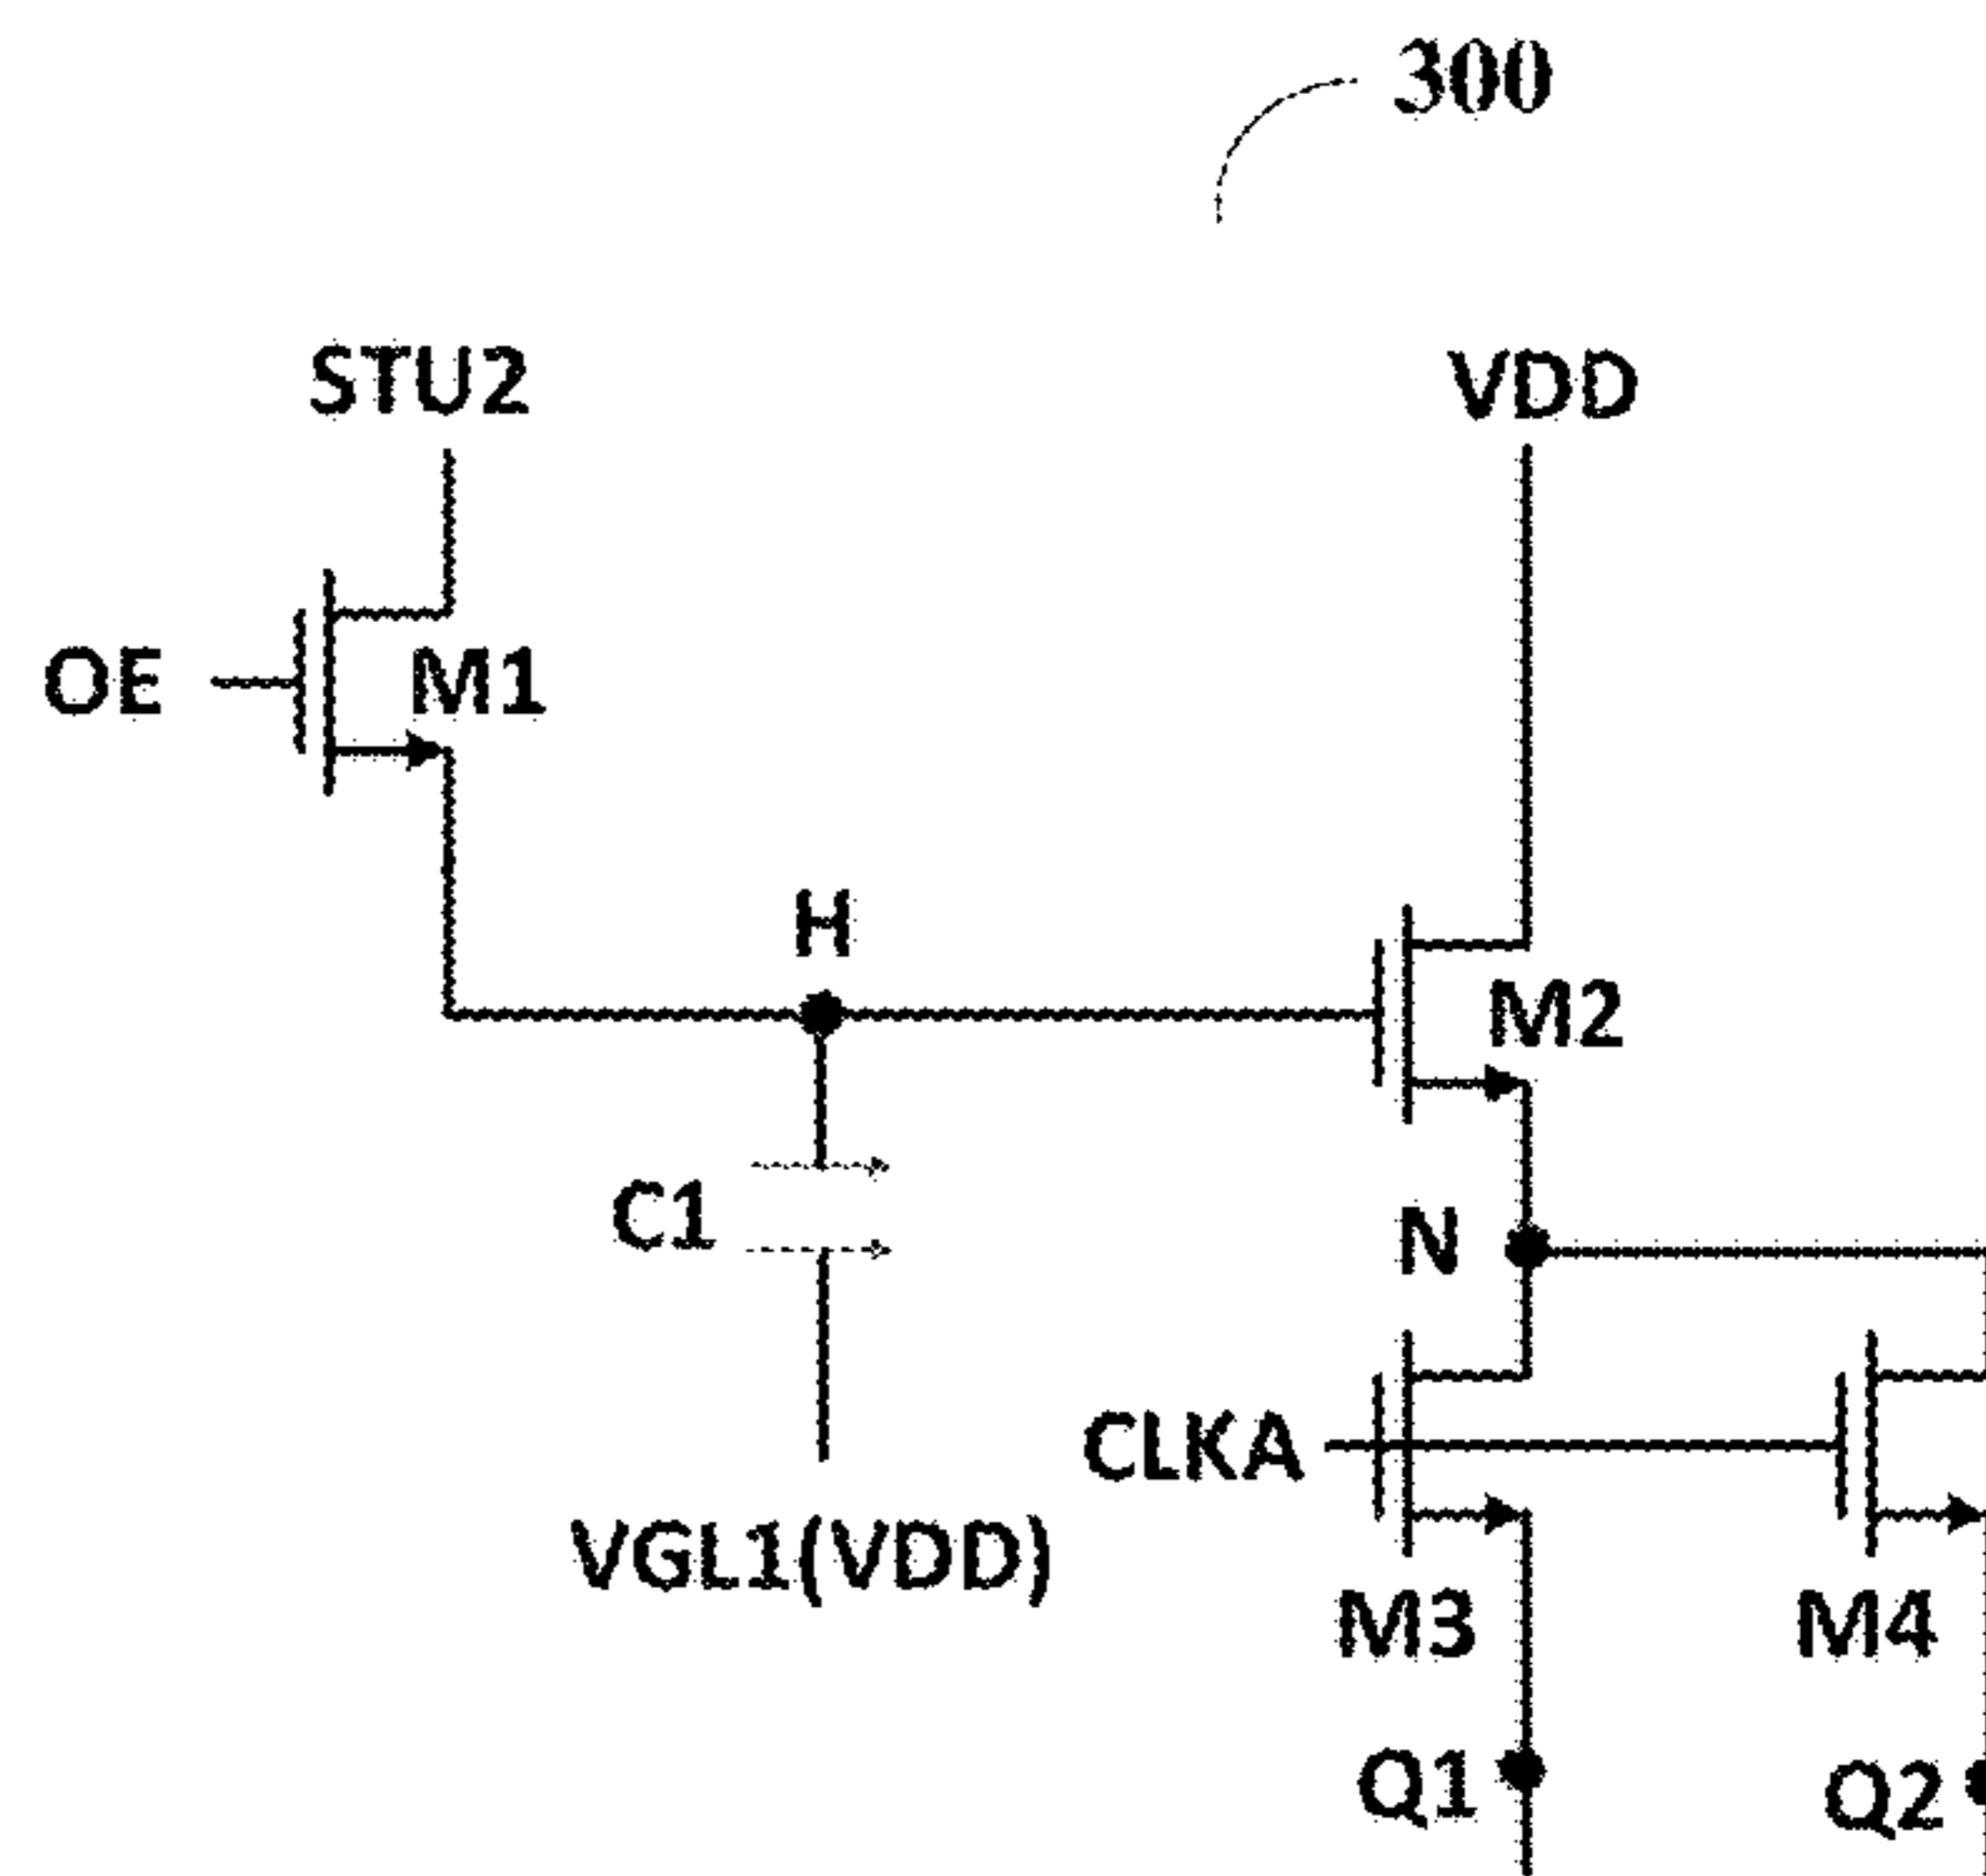 300
STU2
VDD
OE
M1
H
M2
C1
N
CLKA
VGL1(VDD)
M3
M4
Q1
Q2